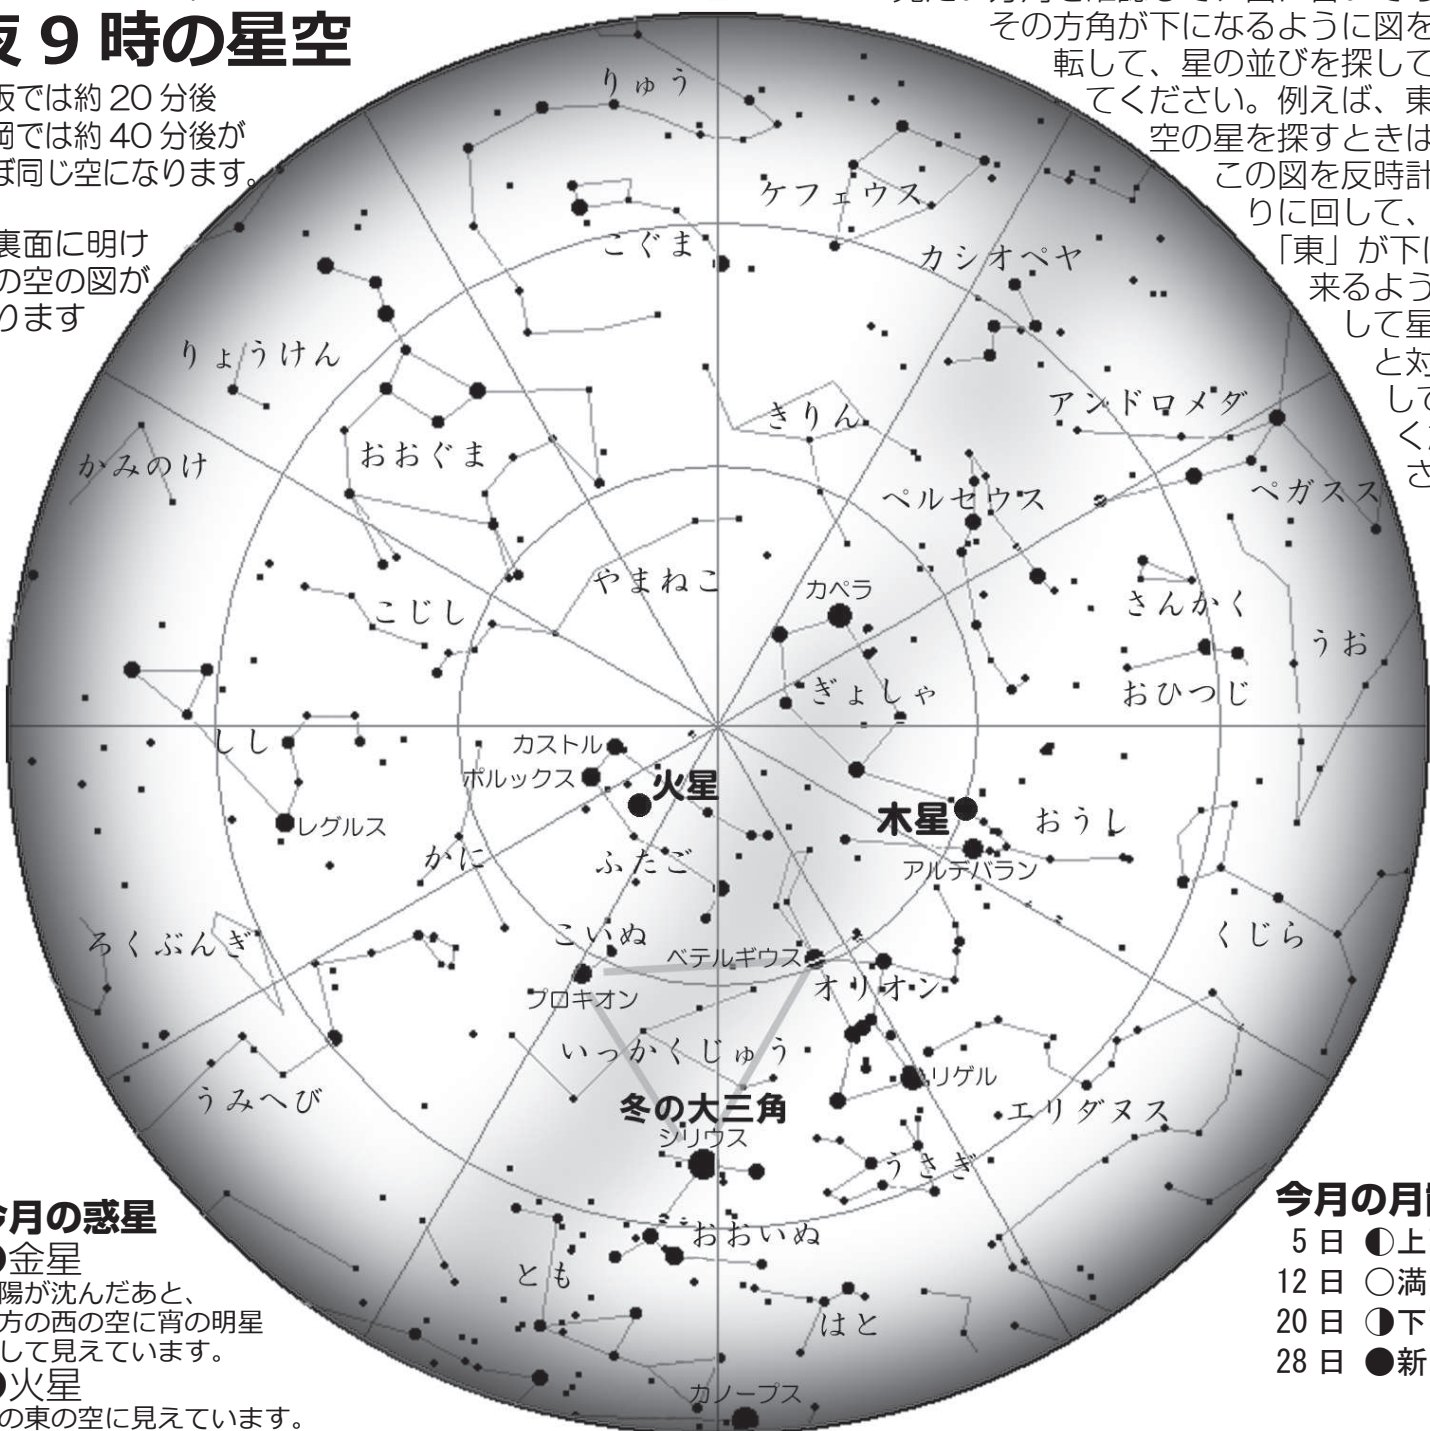 夜 9 時の星空
阪では約 20 分後
岡では約 40 分後が
ぼ同じ空になります。
裏面に明け
の空の図が
ります
その方角が下になるように図を
転して、星の並びを探して
てください。例えば、東
空の星を探すときは
この図を反時計
りに回して、
「東」が下に
来るよう
して星
と対
して
くだ
さ
りゅう
ケフェウス
こぐま
カシオペヤ
りょうけん
きりん
アンドロメダ
かみのけ
おおぐま
ペルセウス
ペガスス
やまねこ
カペラ
こじし
さんかく
うお
ぎょしゃ
おひつじ
しし
カストル
ポルックス
火星
木星
おうし
レグルス
かに
ふたご
アルデバラン
ろくぶんぎ
こいぬ
ベテルギウス
くじら
プロキオン
オリオン
いっかくじゅう
うみへび
リゲル
冬の大三角
エリダヌス
シリウス
うさぎ
おおいぬ
とも
はと
カノープス
今月の惑星
●金星
陽が沈んだあと、
方の西の空に宵の明星
して見えています。
●火星
の東の空に見えています。
今月の月
5 日 ◐上
12 日 ○満
20 日 ◑下
28 日 ●新